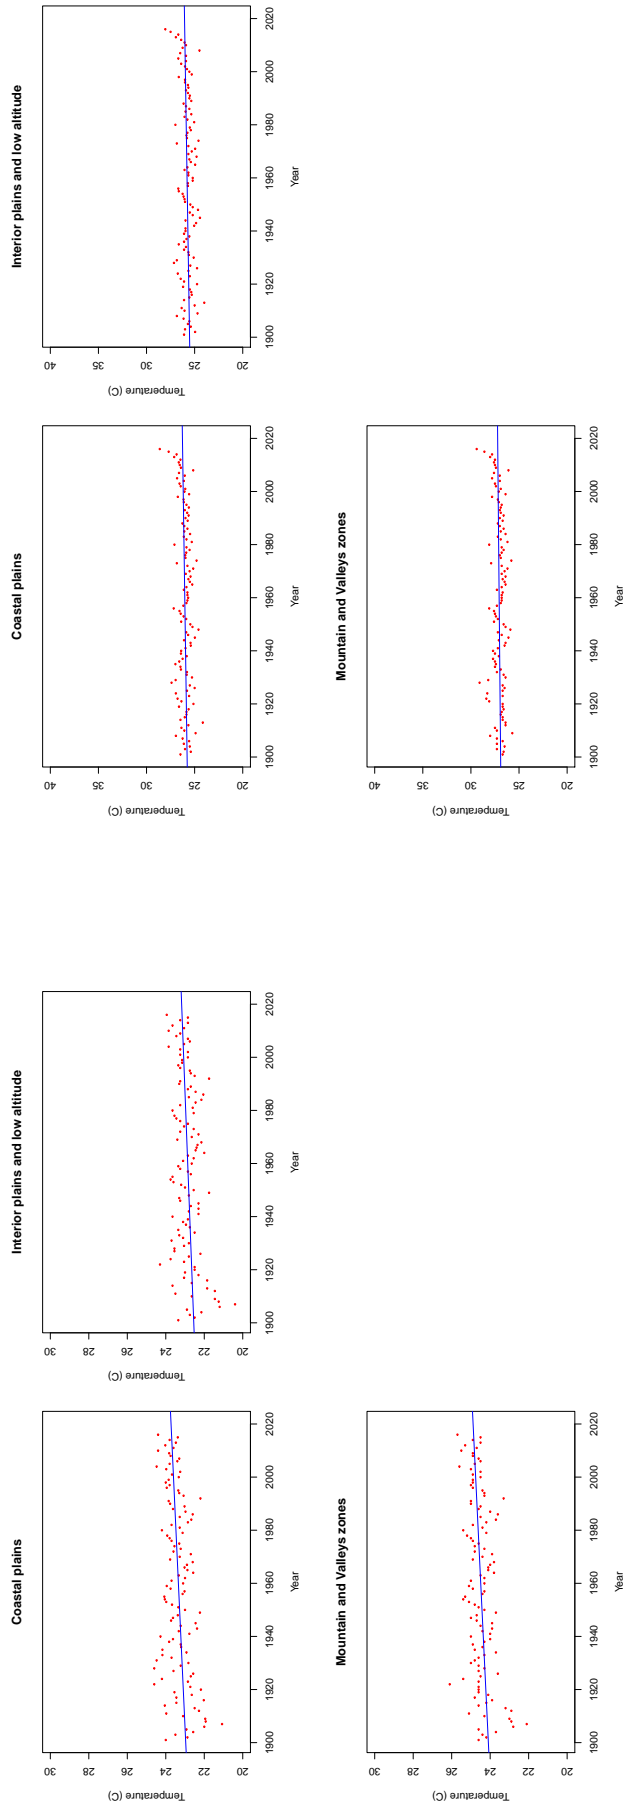 Coastal plains
Temperature (C)
30
28
26
24
22
20
1900 1920 1940 1960 1980 2000 2020
Year
Interior plains and low altitude
Temperature (C)
30
28
26
24
22
20
1900 1920 1940 1960 1980 2000 2020
Year
Mountain and Valleys zones
Temperature (C)
30
28
26
24
22
20
1900 1920 1940 1960 1980 2000 2020
Year
Coastal plains
Temperature (C)
40
35
30
25
20
1900 1920 1940 1960 1980 2000 2020
Year
Interior plains and low altitude
Temperature (C)
40
35
30
25
20
1900 1920 1940 1960 1980 2000 2020
Year
Mountain and Valleys zones
Temperature (C)
40
35
30
25
20
1900 1920 1940 1960 1980 2000 2020
Year